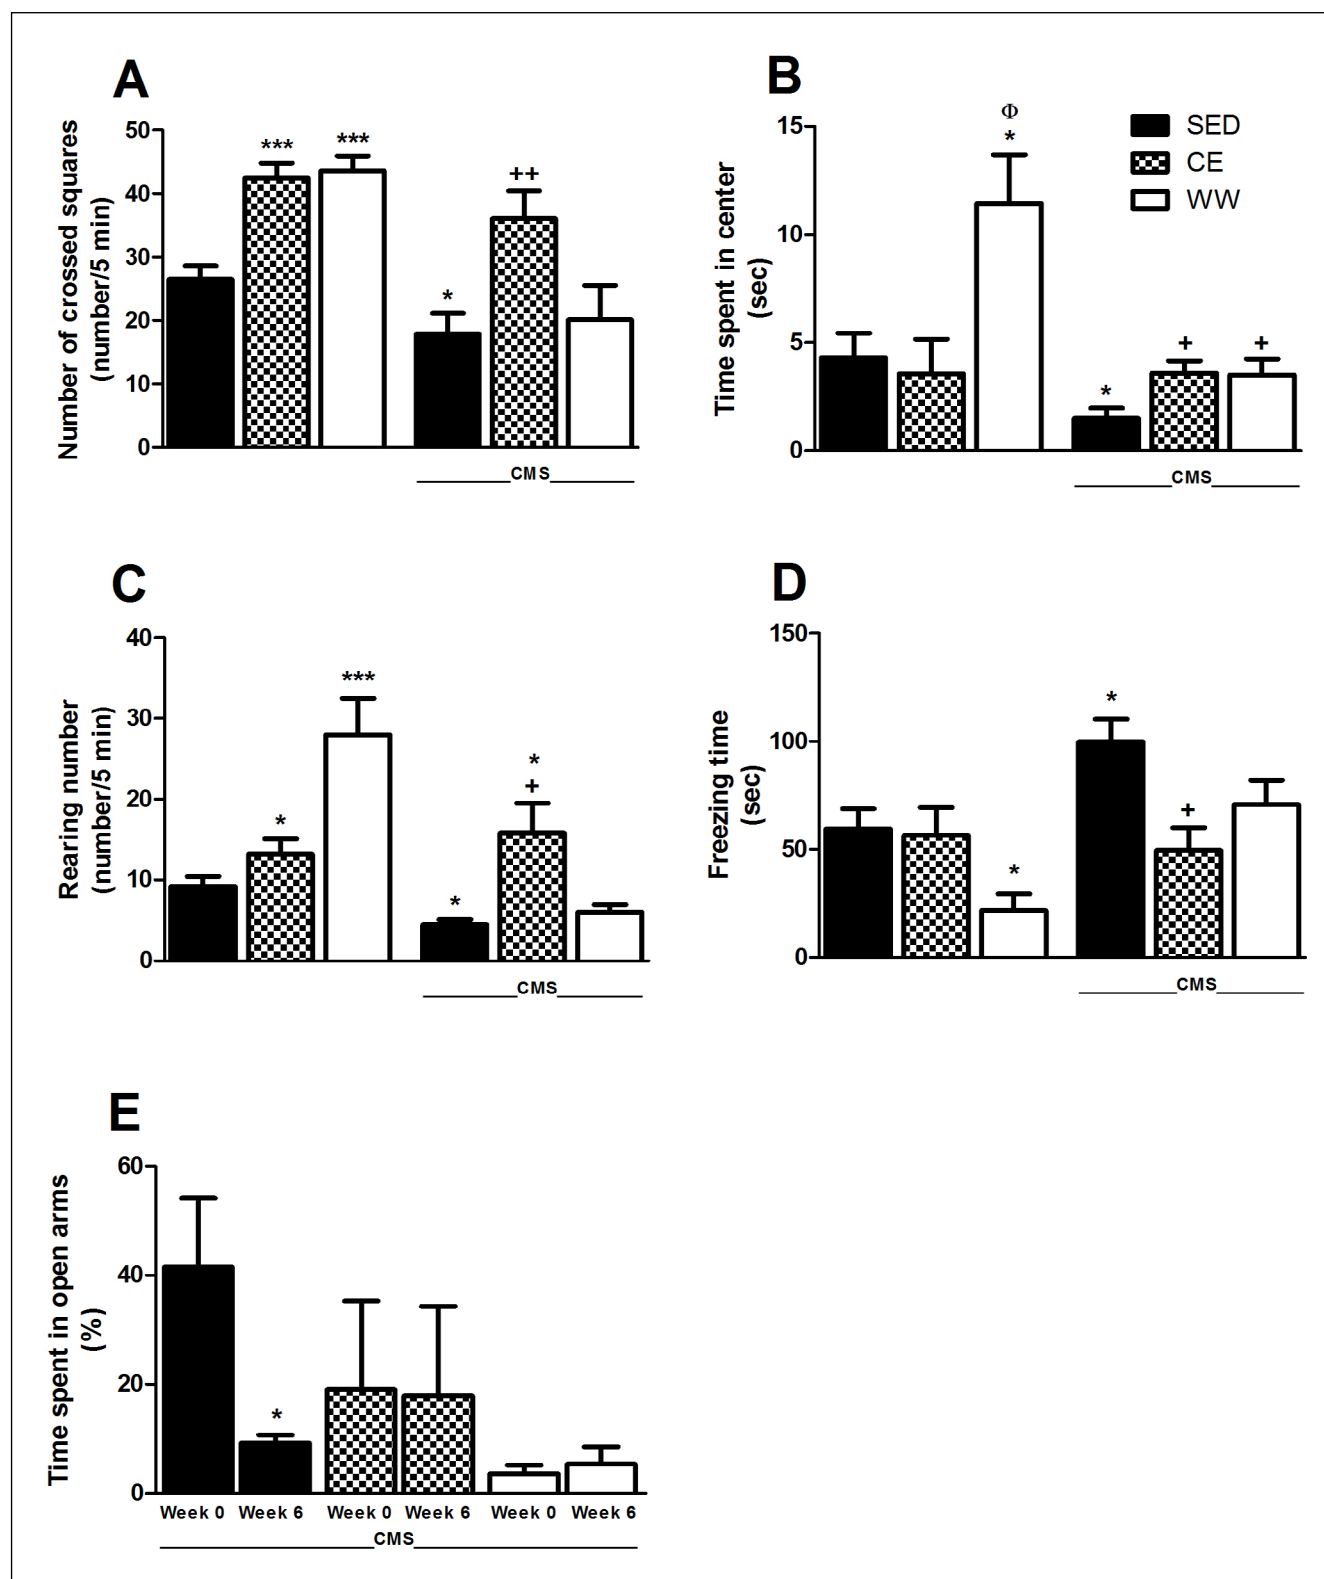 A
Number of crossed squares
(number/5 min)
50
40
30
20
10
0
***
***
*
++
CMS
B
Time spent in center
(sec)
15
10
5
0
Φ
*
*
+
+
CMS
SED
CE
WW
C
Rearing number
(number/5 min)
40
30
20
10
0
*
***
*
*
+
CMS
D
Freezing time
(sec)
150
100
50
0
*
*
+
CMS
E
Time spent in open arms
(%)
60
40
20
0
*
Week 0 Week 6 Week 0 Week 6 Week 0 Week 6
CMS